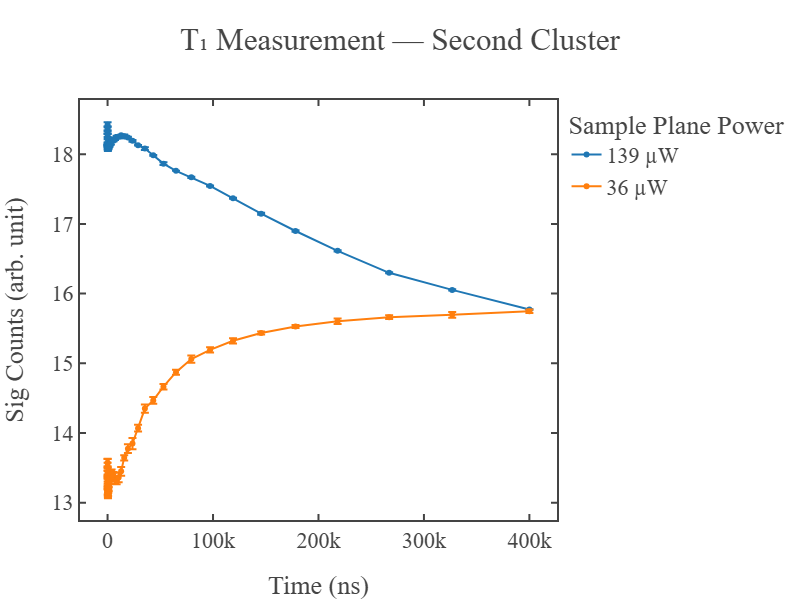 T₁ Measurement — Second Cluster
Sample Plane Power
139 µW
36 µW
Sig Counts (arb. unit)
18
17
16
15
14
13
0 100k 200k 300k 400k
Time (ns)